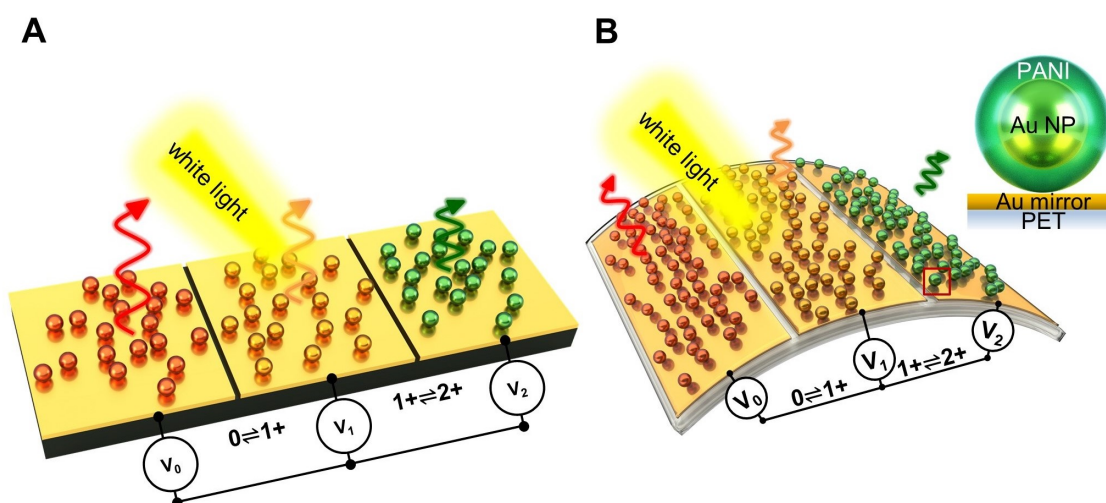 A
white light
0⇌1+
1+⇌2+
V₀
V₁
V₂
B
white light
PANI
Au NP
Au mirror
PET
0⇌1+
1+⇌2+
V₀
V₁
V₂